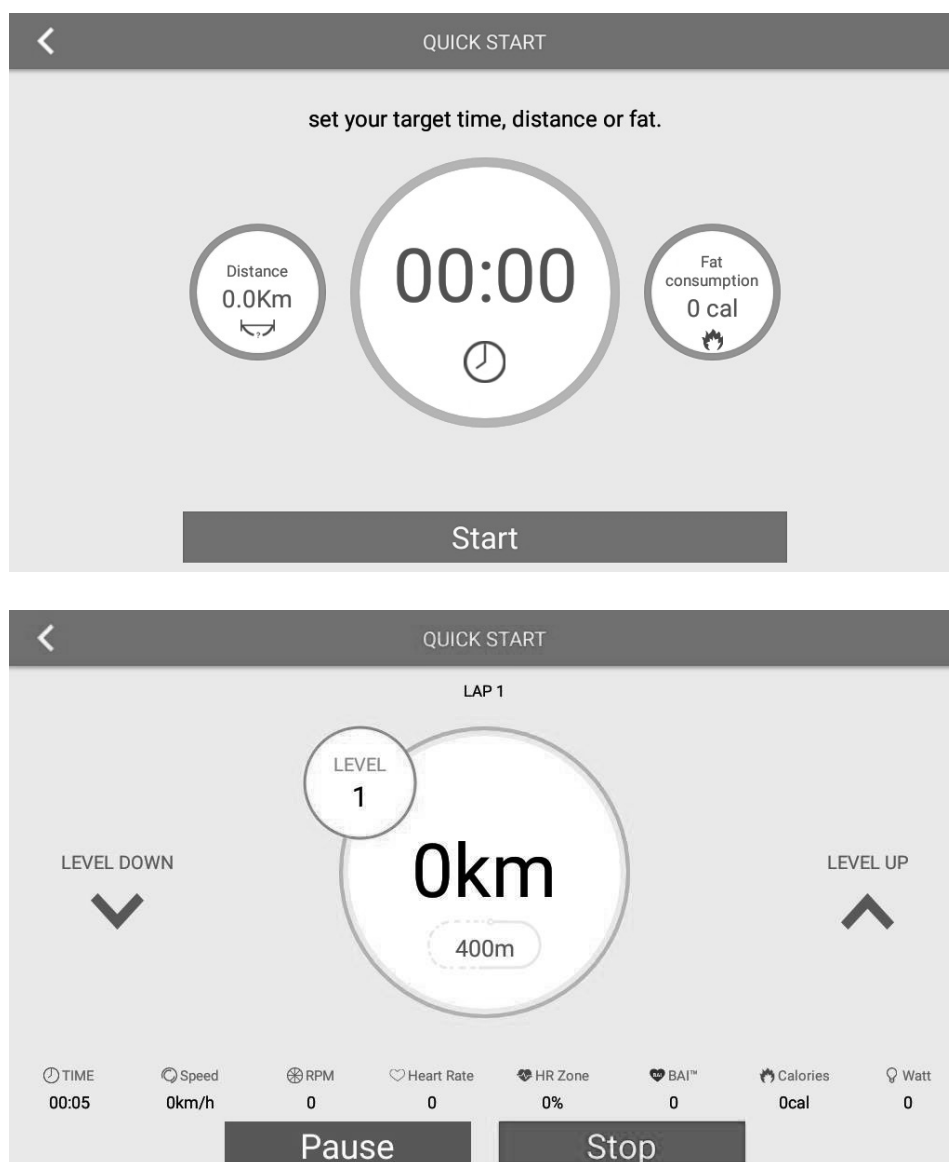 QUICK START
set your target time, distance or fat.
Distance
0.0Km
?
00:00
Fat
consumption
0 cal
Start
QUICK START
LAP 1
LEVEL
1
LEVEL DOWN
0km
400m
LEVEL UP
TIME Speed RPM Heart Rate HR Zone BAI BAI™ Calories Watt
00:05 0km/h 0 0 0% 0 0cal 0
Pause Stop